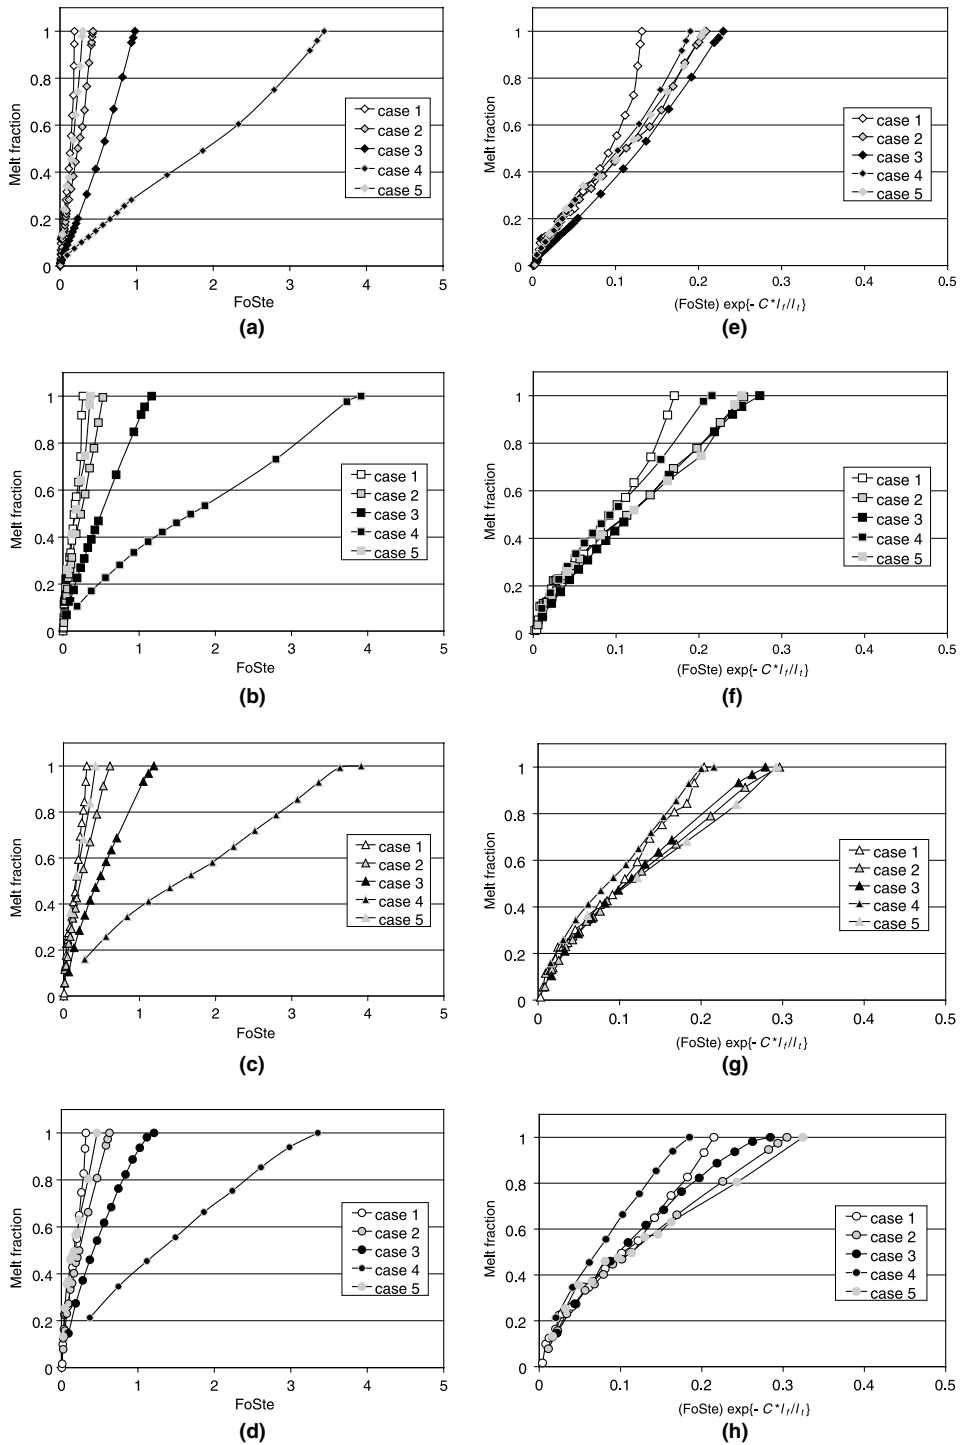 1
0.8
0.6
0.4
0.2
0
Melt fraction
case 1
case 2
case 3
case 4
case 5
0 1 2 3 4 5
FoSte
(a)
1
0.8
0.6
0.4
0.2
0
Melt fraction
case 1
case 2
case 3
case 4
case 5
0 0.1 0.2 0.3 0.4 0.5
(FoSte) exp{- C*lf/lt}
(e)
1
0.8
0.6
0.4
0.2
0
Melt fraction
case 1
case 2
case 3
case 4
case 5
0 1 2 3 4 5
FoSte
(b)
1
0.8
0.6
0.4
0.2
0
Melt fraction
case 1
case 2
case 3
case 4
case 5
0 0.1 0.2 0.3 0.4 0.5
(FoSte) exp{- C*lf/lt}
(f)
1
0.8
0.6
0.4
0.2
0
Melt fraction
case 1
case 2
case 3
case 4
case 5
0 1 2 3 4 5
FoSte
(c)
1
0.8
0.6
0.4
0.2
0
Melt fraction
case 1
case 2
case 3
case 4
case 5
0 0.1 0.2 0.3 0.4 0.5
(FoSte) exp{- C*lf/lt}
(g)
1
0.8
0.6
0.4
0.2
0
Melt fraction
case 1
case 2
case 3
case 4
case 5
0 1 2 3 4 5
FoSte
(d)
1
0.8
0.6
0.4
0.2
0
Melt fraction
case 1
case 2
case 3
case 4
case 5
0 0.1 0.2 0.3 0.4 0.5
(FoSte) exp{- C*lf/lt}
(h)